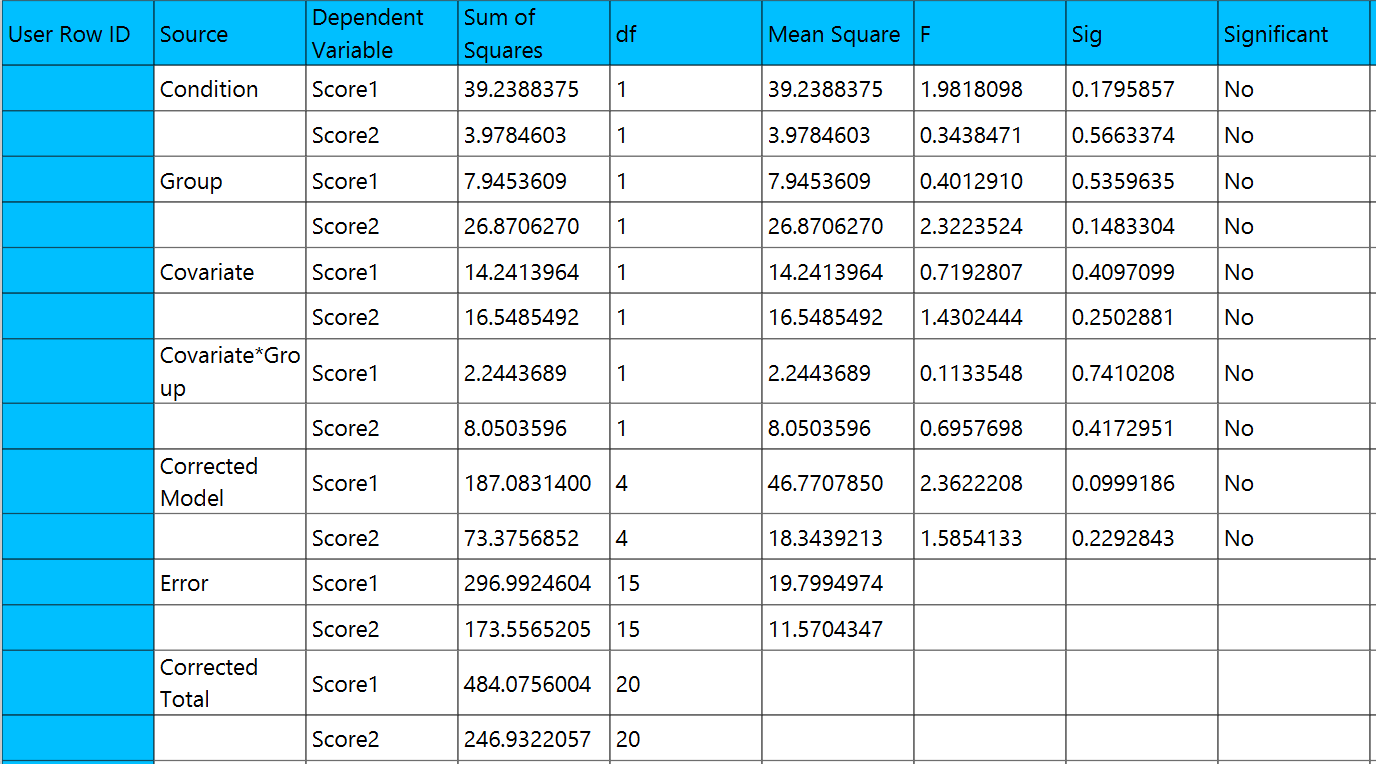 User Row ID Source Dependent Variable Sum of Squares df Mean Square F Sig Significant
Condition Score1 39.2388375 1 39.2388375 1.9818098 0.1795857 No
Score2 3.9784603 1 3.9784603 0.3438471 0.5663374 No
Group Score1 7.9453609 1 7.9453609 0.4012910 0.5359635 No
Score2 26.8706270 1 26.8706270 2.3223524 0.1483304 No
Covariate Score1 14.2413964 1 14.2413964 0.7192807 0.4097099 No
Score2 16.5485492 1 16.5485492 1.4302444 0.2502881 No
Covariate*Group Score1 2.2443689 1 2.2443689 0.1133548 0.7410208 No
Score2 8.0503596 1 8.0503596 0.6957698 0.4172951 No
Corrected Model Score1 187.0831400 4 46.7707850 2.3622208 0.0999186 No
Score2 73.3756852 4 18.3439213 1.5854133 0.2292843 No
Error Score1 296.9924604 15 19.7994974
Score2 173.5565205 15 11.5704347
Corrected Total Score1 484.0756004 20
Score2 246.9322057 20